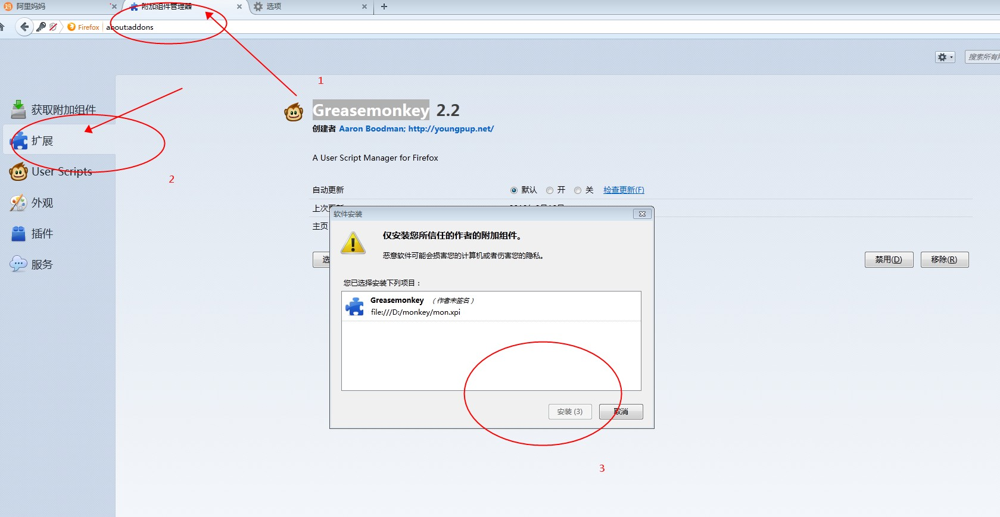 阿里妈妈
附加组件管理器
选项
Firefox
about:addons
搜索所有
1
获取附加组件
扩展
2
User Scripts
外观
插件
服务
Greasemonkey 2.2
创建者 Aaron Boodman; http://youngpup.net/
A User Script Manager for Firefox
自动更新 默认 开 关 检查更新(F)
上次更新
主页
选
禁用(D) 移除(R)
软件安装
仅安装您所信任的作者的附加组件。
恶意软件可能会损害您的计算机或者伤害您的隐私。
您已选择安装下列项目：
Greasemonkey （作者未签名）
file:///D:/monkey/mon.xpi
安装 (3) 取消
3